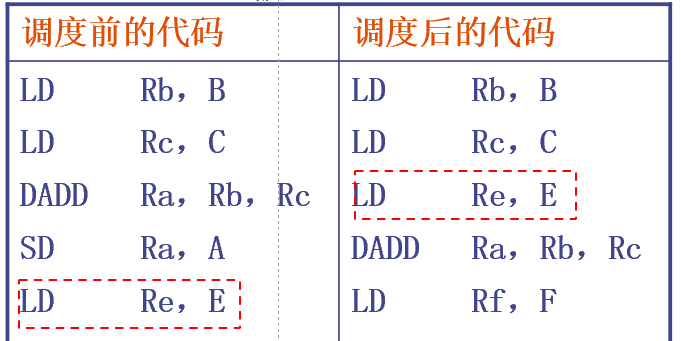 调度前的代码 调度后的代码
LD Rb，B LD Rb，B
LD Rc，C LD Rc，C
DADD Ra，Rb，Rc LD Re，E
SD Ra，A DADD Ra，Rb，Rc
LD Re，E LD Rf，F